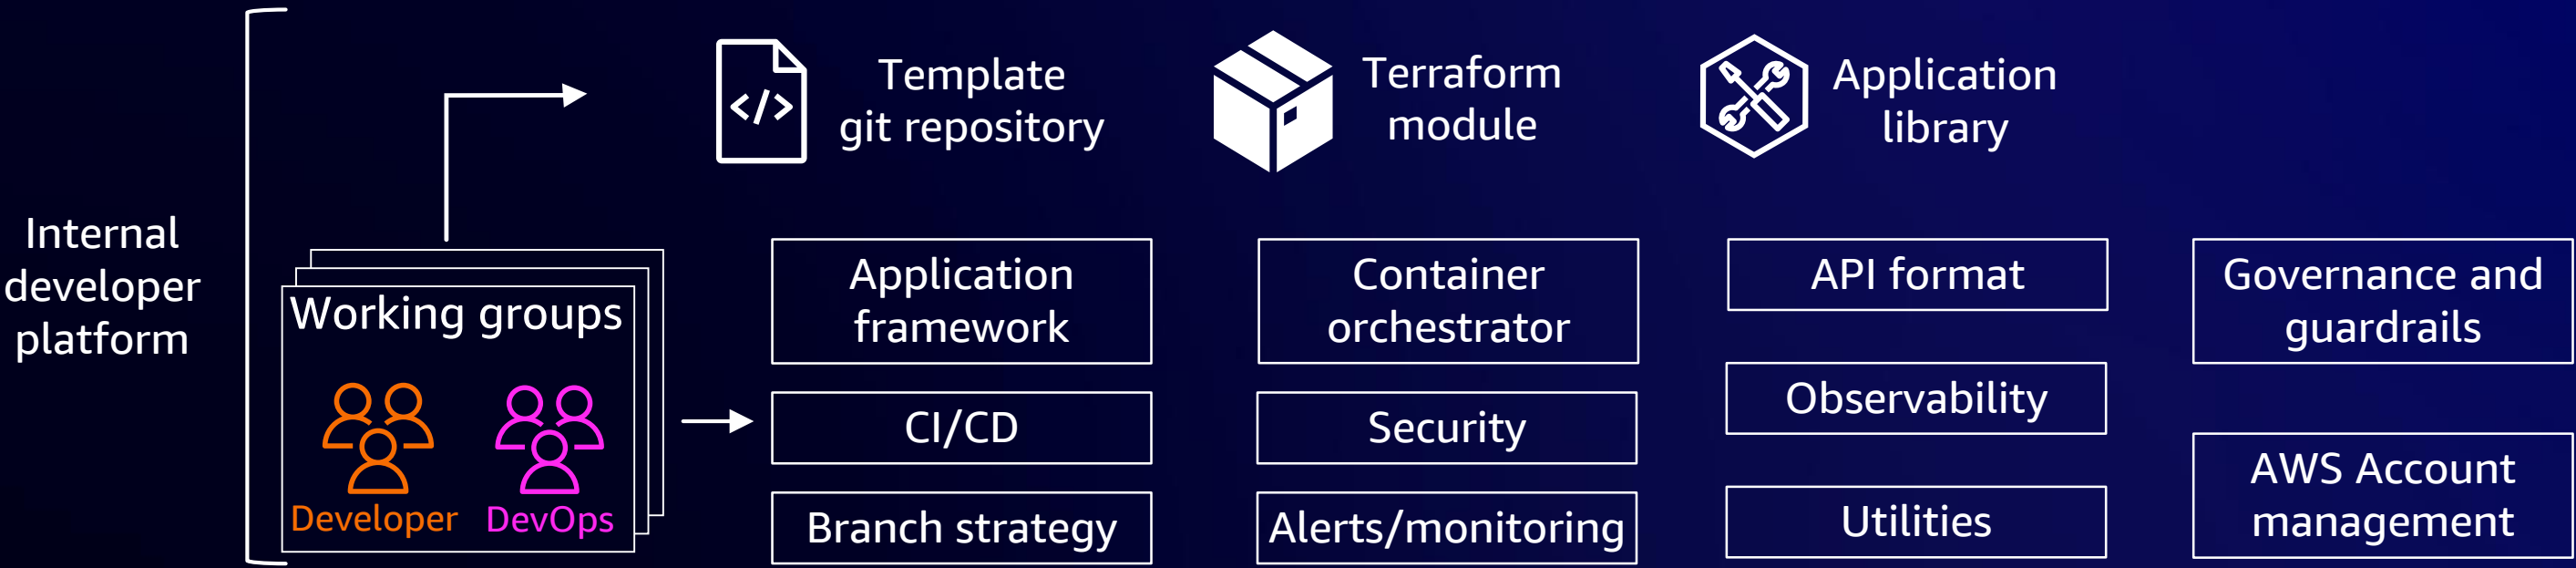 Internal
developer
platform
Working groups
Developer
DevOps
Template
git repository
Terraform
module
Application
library
</>
Application
framework
CI/CD
Branch strategy
Container
orchestrator
Security
Alerts/monitoring
API format
Observability
Utilities
Governance and
guardrails
AWS Account
management